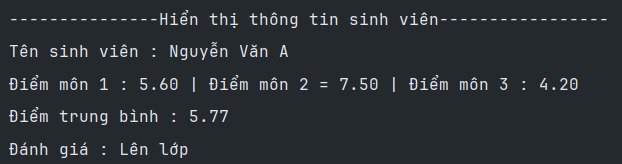 ---------------Hiển thị thông tin sinh viên-----------------
Tên sinh viên : Nguyễn Văn A
Điểm môn 1 : 5.60 | Điểm môn 2 = 7.50 | Điểm môn 3 : 4.20
Điểm trung bình : 5.77
Đánh giá : Lên lớp